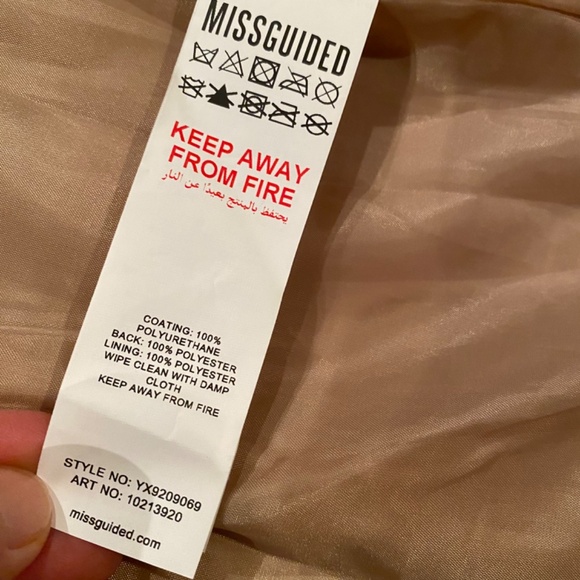 MISSGUIDED
KEEP AWAY
FROM FIRE
يحتفظ بالمنتج بعيدًا عن النار
COATING: 100%
POLYURETHANE
BACK: 100% POLYESTER
LINING: 100% POLYESTER
WIPE CLEAN WITH DAMP
CLOTH
KEEP AWAY FROM FIRE
STYLE NO: YX9209069
ART NO: 10213920
missguided.com